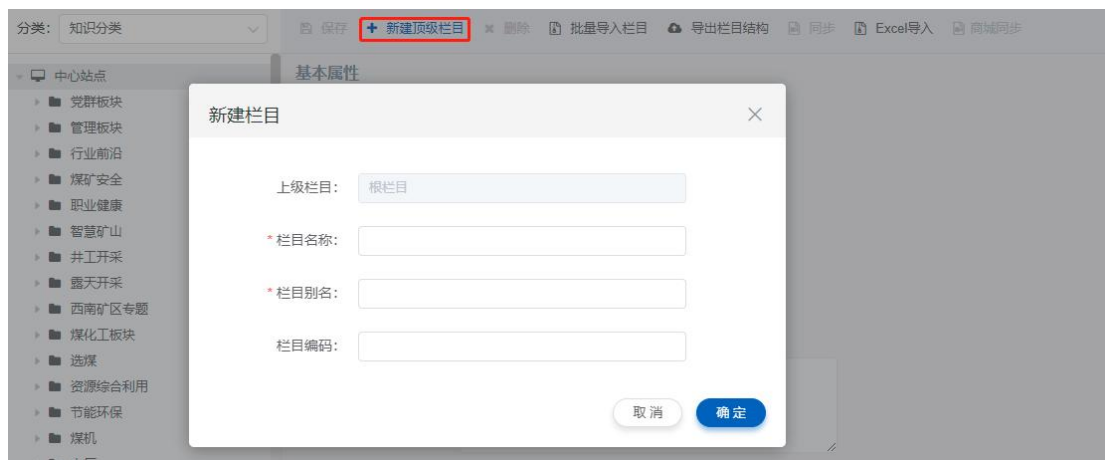 分类： 知识分类 保存 新建顶级栏目 删除 批量导入栏目 导出栏目结构 同步 Excel导入 商城同步
中心站点 基本属性
党群板块
管理板块
行业前沿
煤矿安全
职业健康
智慧矿山
井工开采
露天开采
西南矿区专题
煤化工板块
选煤
资源综合利用
节能环保
煤机
新建栏目
上级栏目： 根栏目
*栏目名称：
*栏目别名：
栏目编码：
取消 确定